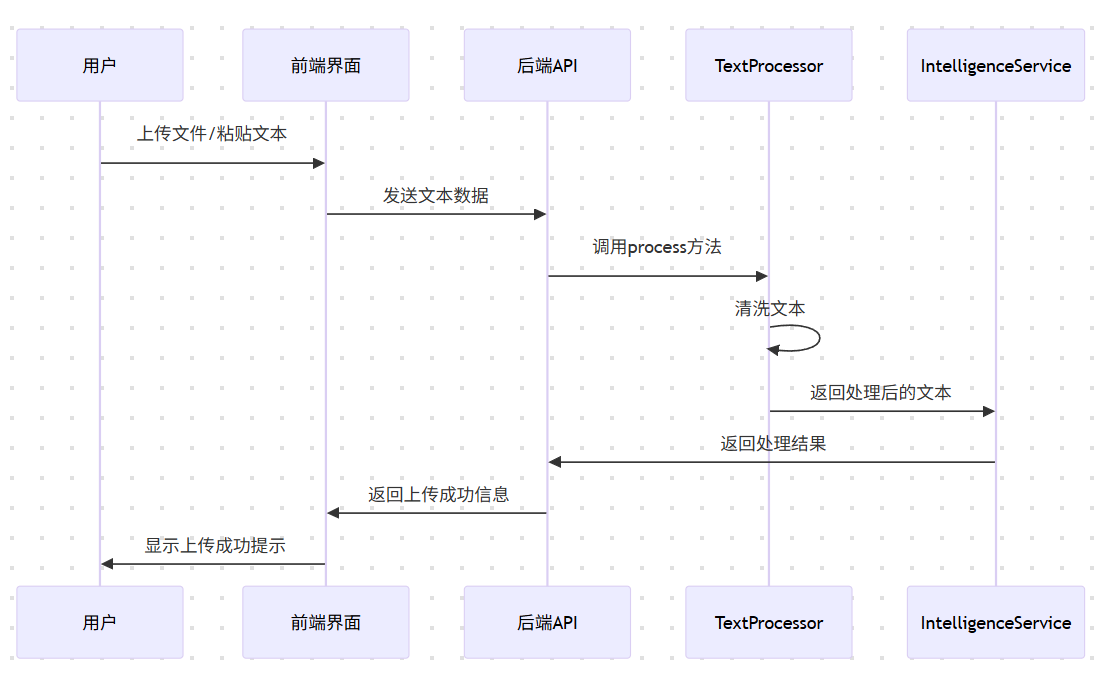 用户
前端界面
后端API
TextProcessor
IntelligenceService
上传文件/粘贴文本
发送文本数据
调用process方法
清洗文本
返回处理后的文本
返回处理结果
返回上传成功信息
显示上传成功提示
用户
前端界面
后端API
TextProcessor
IntelligenceService